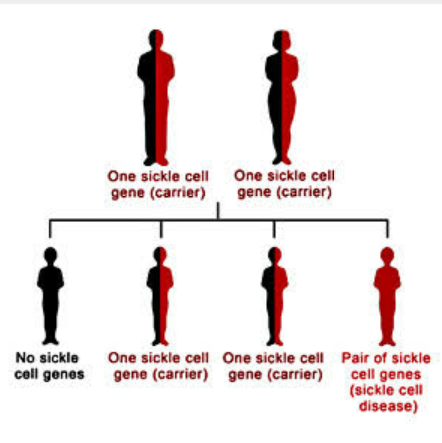 One sickle cell
gene (carrier)
One sickle cell
gene (carrier)
No sickle
cell genes
One sickle cell
gene (carrier)
One sickle cell
gene (carrier)
Pair of sickle
cell genes
(sickle cell
disease)